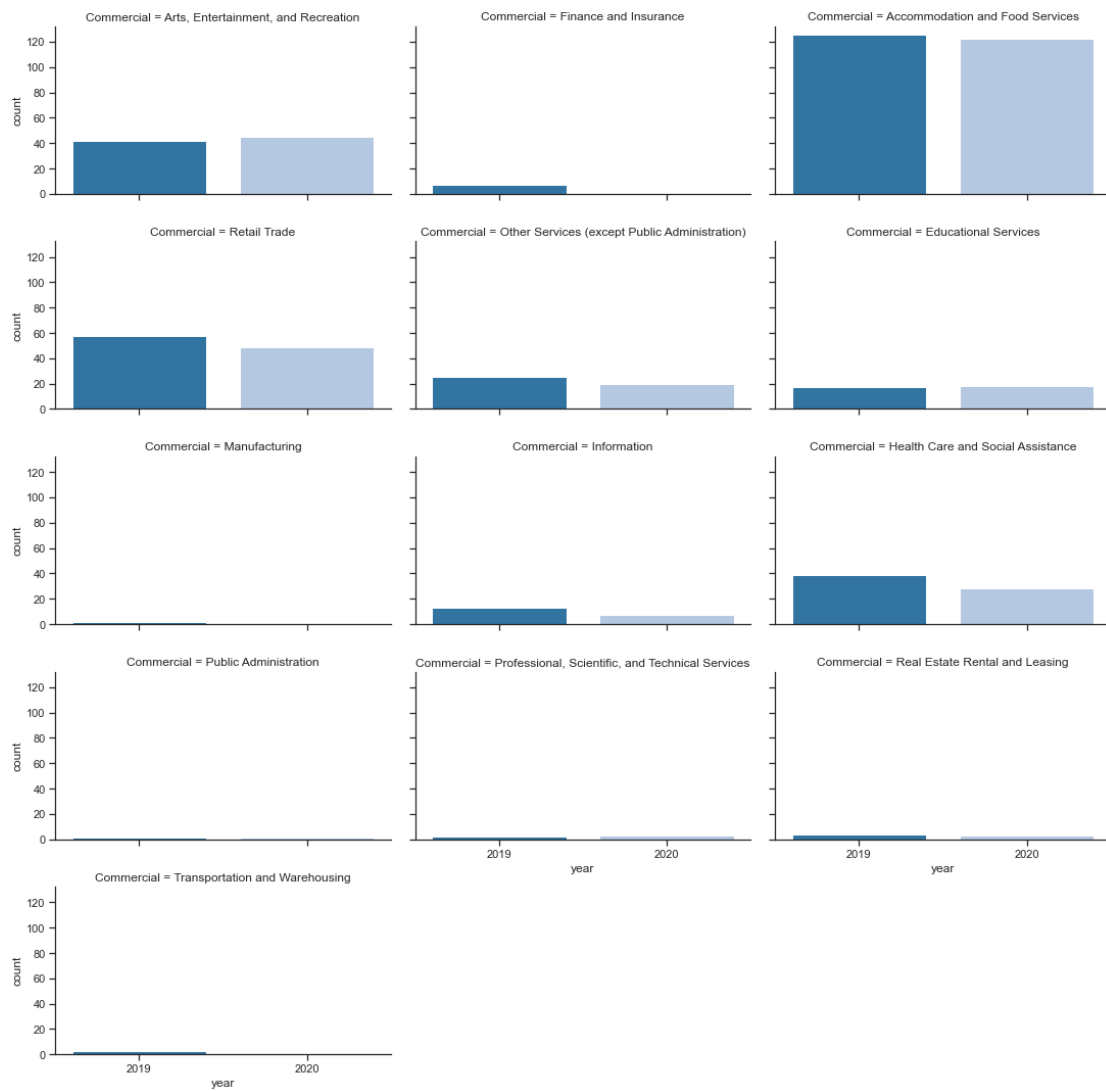 Commercial = Arts, Entertainment, and Recreation
Commercial = Finance and Insurance
Commercial = Accommodation and Food Services
120
100
80
60
40
20
0
count
Commercial = Retail Trade
Commercial = Other Services (except Public Administration)
Commercial = Educational Services
120
100
80
60
40
20
0
count
Commercial = Manufacturing
Commercial = Information
Commercial = Health Care and Social Assistance
120
100
80
60
40
20
0
count
Commercial = Public Administration
Commercial = Professional, Scientific, and Technical Services
Commercial = Real Estate Rental and Leasing
120
100
80
60
40
20
0
count
2019
2020
year
2019
2020
year
Commercial = Transportation and Warehousing
120
100
80
60
40
20
0
count
2019
2020
year